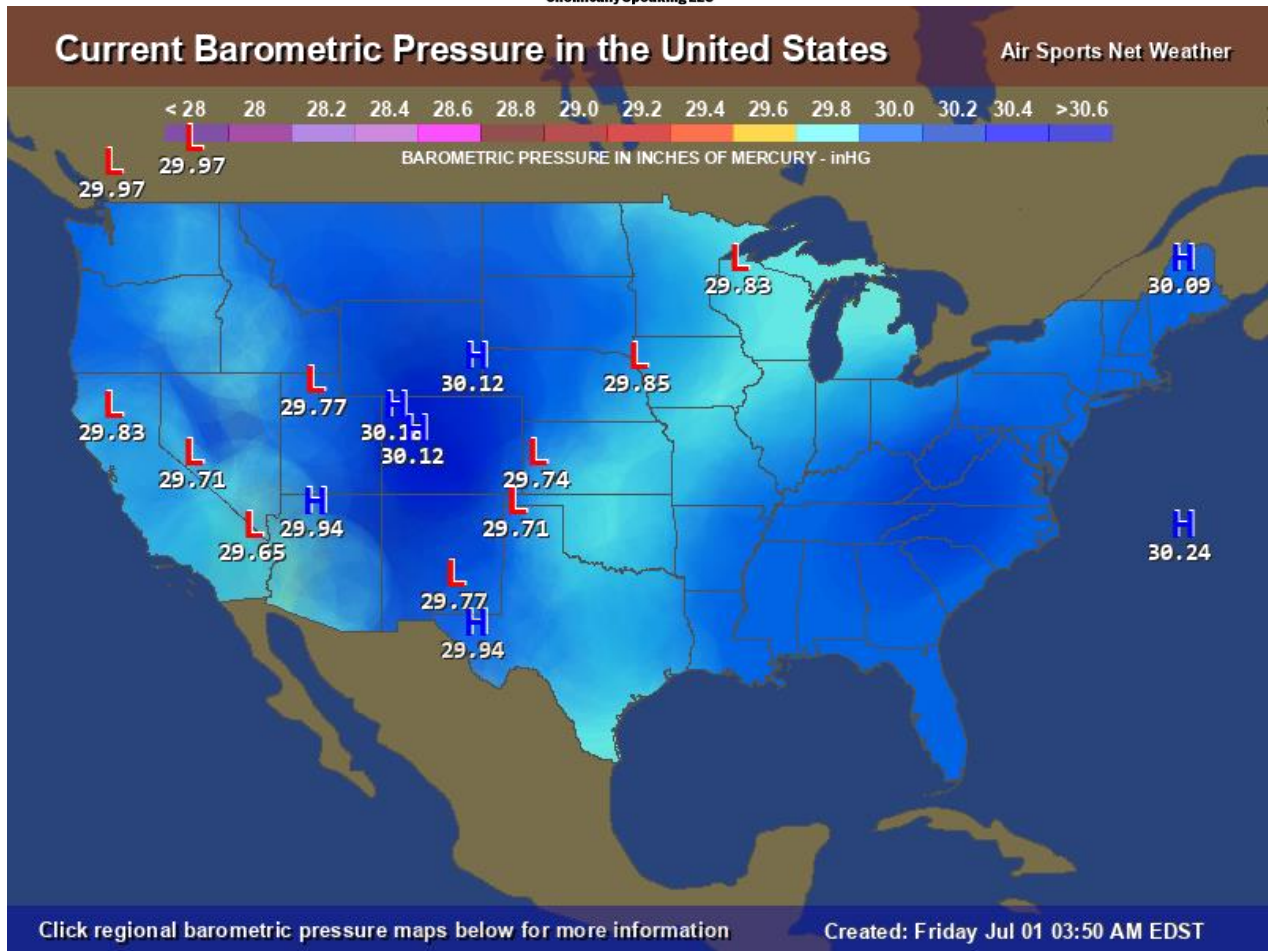 Current Barometric Pressure in the United States
Air Sports Net Weather
< 28 28 28.2 28.4 28.6 28.8 29.0 29.2 29.4 29.6 29.8 30.0 30.2 30.4 >30.6
BAROMETRIC PRESSURE IN INCHES OF MERCURY - inHG
L
29.97
L
29.97
L
29.83
H
30.09
H
30.12
L
29.85
L
29.77
L
29.83
H
H
30.12
L
29.71
L
29.74
H
29.94
L
29.71
L
29.65
H
30.24
L
29.77
H
29.94
Click regional barometric pressure maps below for more information
Created: Friday Jul 01 03:50 AM EDST